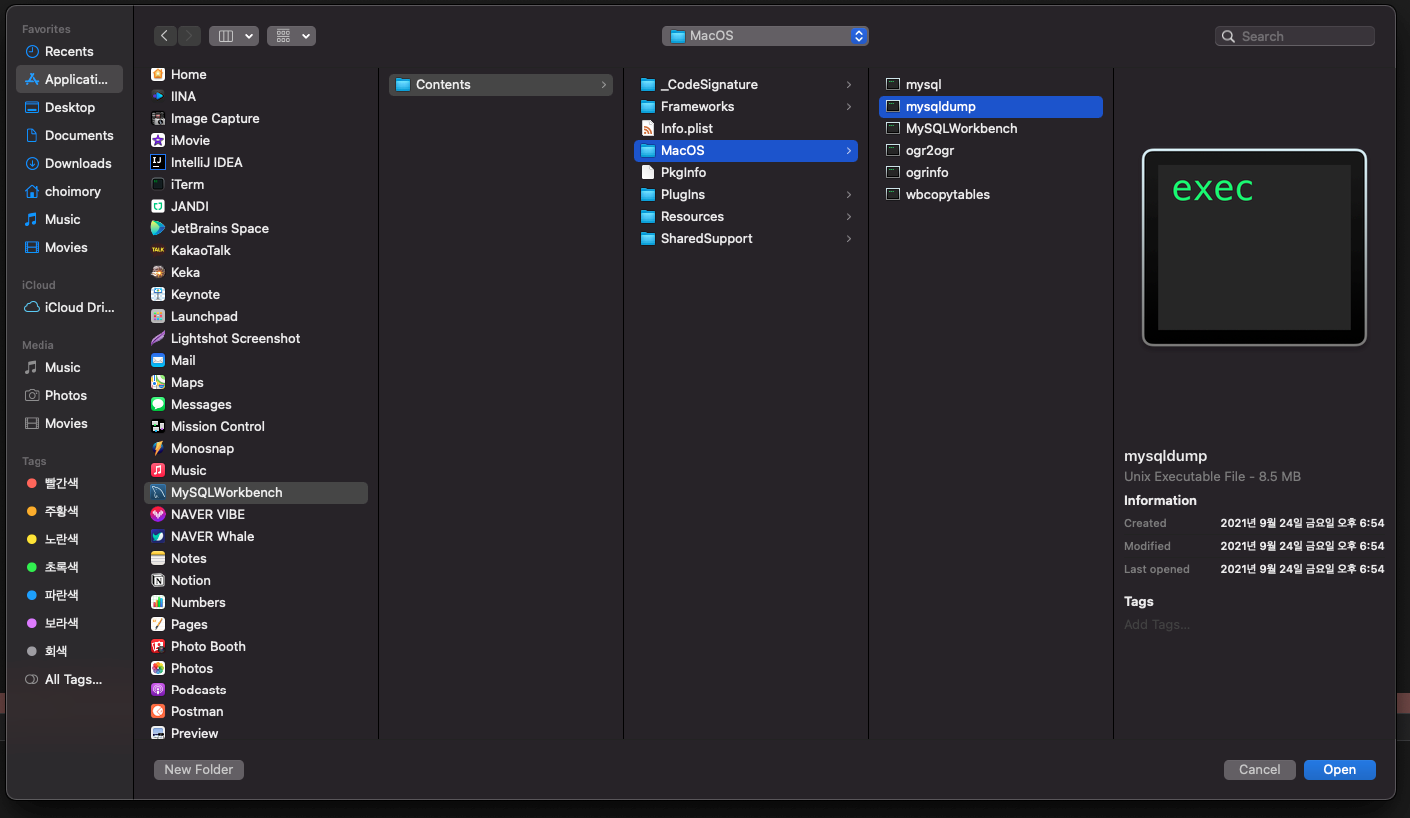 MacOS
Search
Favorites
Recents
Applicati...
Desktop
Documents
Downloads
choimory
Music
Movies
iCloud
iCloud Dri...
Media
Music
Photos
Movies
Tags
빨간색
주황색
노란색
초록색
파란색
보라색
회색
All Tags...
Home
IINA
Image Capture
iMovie
IntelliJ IDEA
iTerm
JANDI
JetBrains Space
KakaoTalk
Keka
Keynote
Launchpad
Lightshot Screenshot
Mail
Maps
Messages
Mission Control
Monosnap
Music
MySQLWorkbench
NAVER VIBE
NAVER Whale
Notes
Notion
Numbers
Pages
Photo Booth
Photos
Podcasts
Postman
Preview
Contents
_CodeSignature
Frameworks
Info.plist
MacOS
PkgInfo
PlugIns
Resources
SharedSupport
mysql
mysqldump
MySQLWorkbench
ogr2ogr
ogrinfo
wbcopytables
exec
mysqldump
Unix Executable File - 8.5 MB
Information
Created 2021년 9월 24일 금요일 오후 6:54
Modified 2021년 9월 24일 금요일 오후 6:54
Last opened 2021년 9월 24일 금요일 오후 6:54
Tags
Add Tags...
New Folder
Cancel
Open